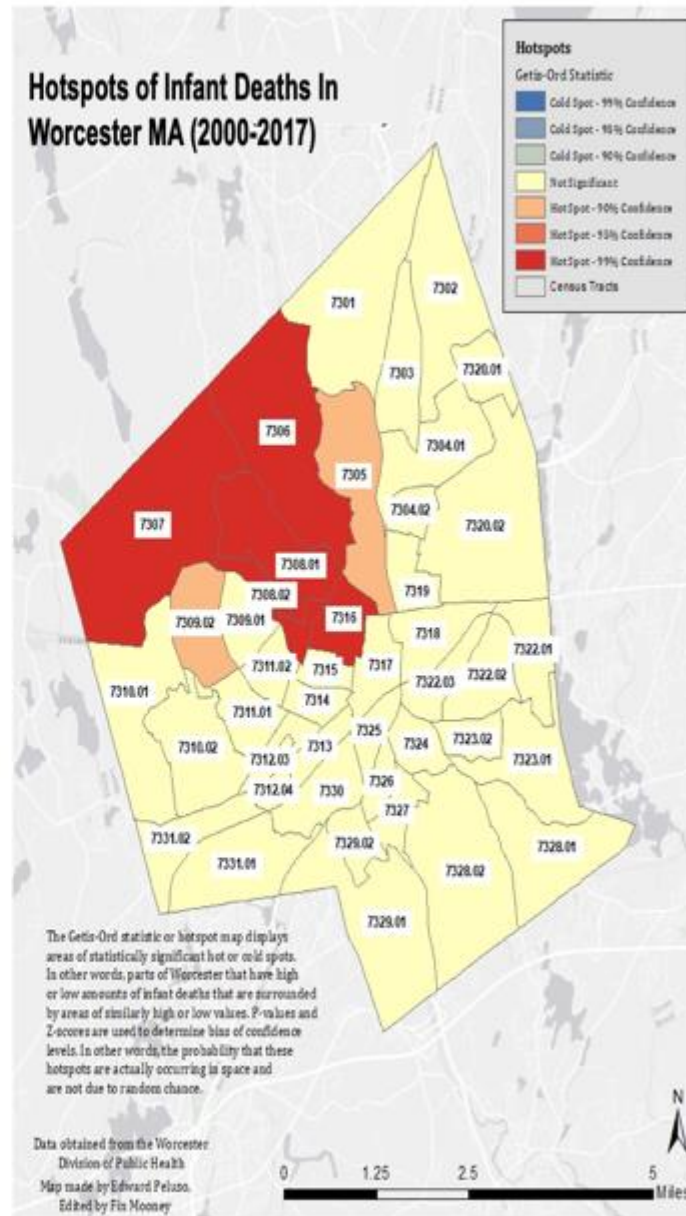 Hotspots of Infant Deaths In
Worcester MA (2000-2017)
Hotspots
Getis-Ord Statistic
Cold Spot - 99% Confidence
Cold Spot - 95% Confidence
Cold Spot - 90% Confidence
Not Significant
Hot Spot - 90% Confidence
Hot Spot - 95% Confidence
Hot Spot - 99% Confidence
Census Tracts
7301
7302
7303
7320.01
7306
7304.01
7305
7304.02
7307
7320.02
7308.01
7319
7308.02
7309.02
7309.01
7316
7318
7322.01
7311.02
7315
7317
7322.03
7322.02
7310.01
7314
7311.01
7325
7310.02
7313
7324
7323.02
7312.03
7323.01
7326
7312.04
7330
7327
7331.02
7329.02
7328.01
7331.01
7328.02
7329.01
The Getis-Ord statistic or hotspot map displays
areas of statistically significant hot or cold spots.
In other words, parts of Worcester that have high
or low amounts of infant deaths that are surrounded
by areas of similarly high or low values. P-values and
Z-scores are used to determine bins of confidence
levels. In other words, the probability that these
hotspots are actually occurring in space and
are not due to random chance.
Data obtained from the Worcester
Division of Public Health
Map made by Edward Peluso,
Edited by Fin Mooney
N
0 1.25 2.5 5
Miles